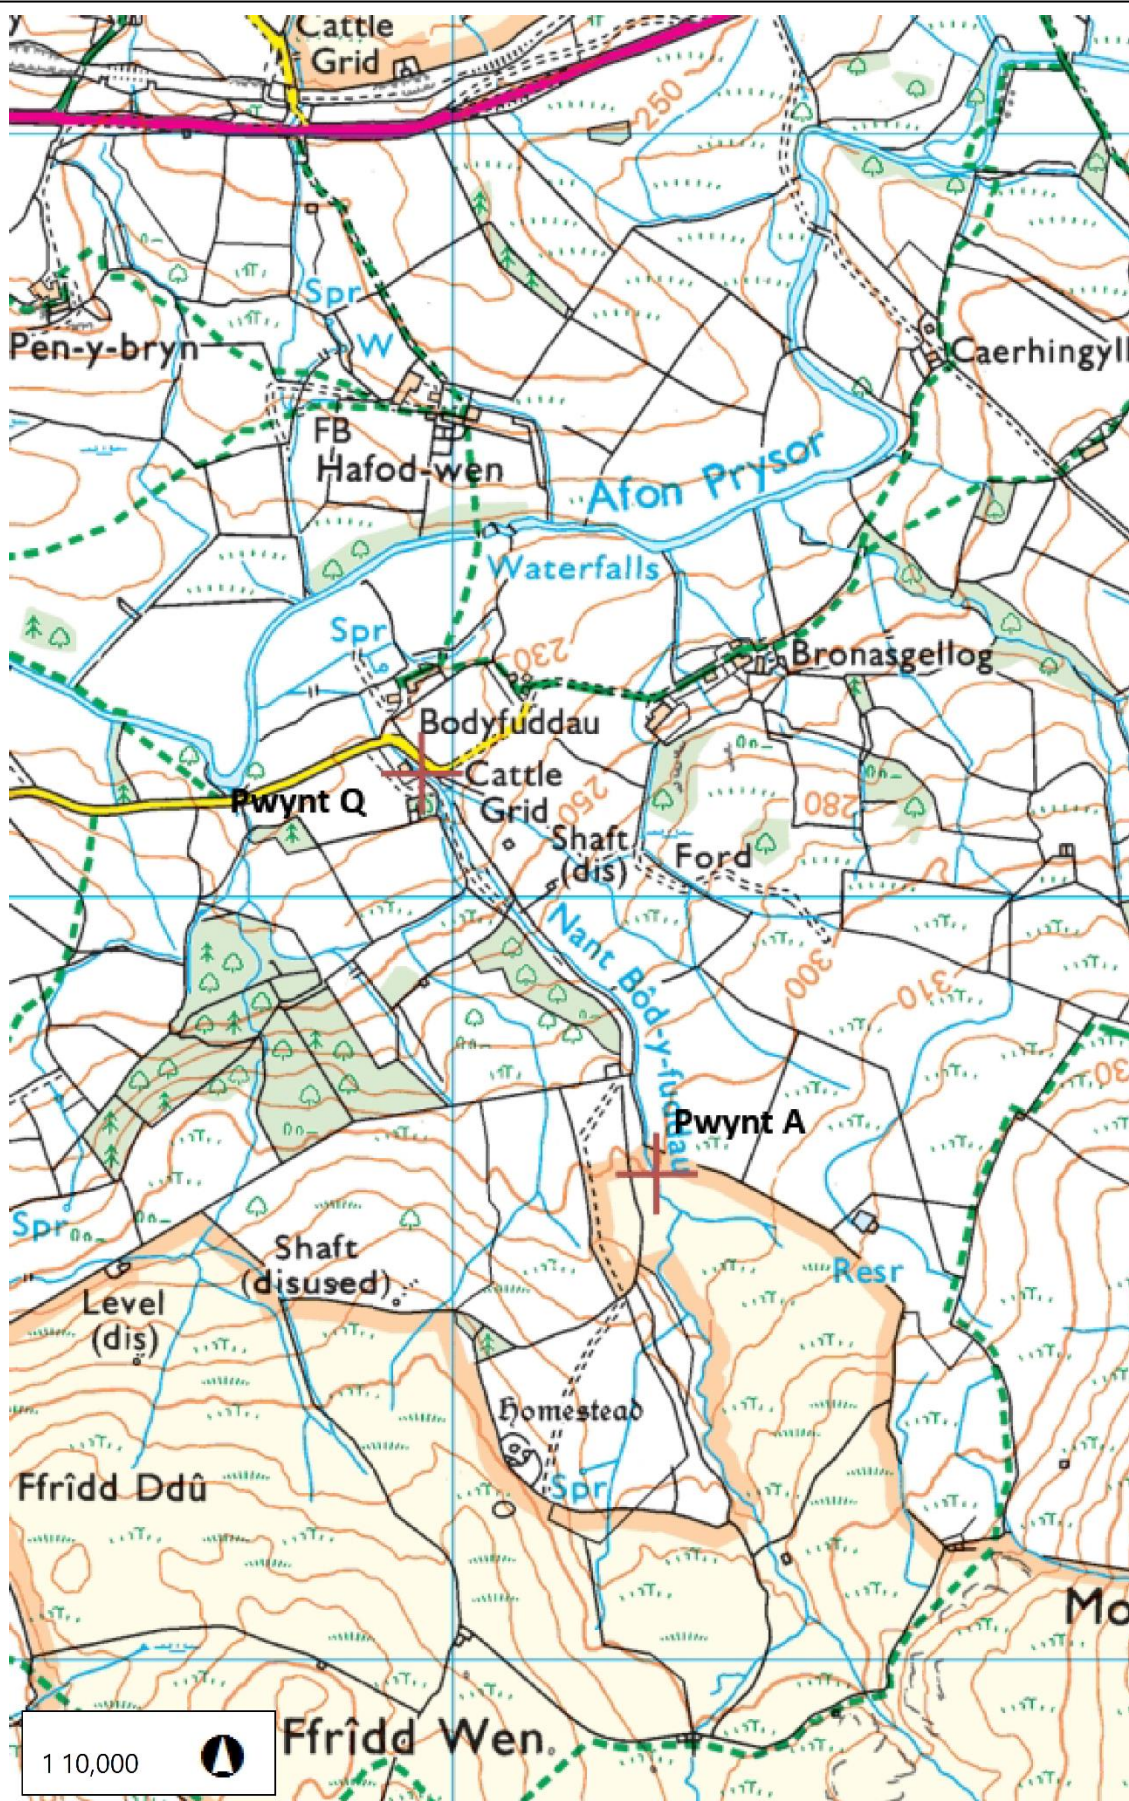 Cattle
Grid
250
Spr
Pen-y-bryn
W
Caerhingyll
FB
Hafod-wen
Afon Prysor
Waterfalls
Spr
230
Bronasgellog
Bodyfuddau
Cattle
Grid
Pwynt Q
250
280
Shaft
(dis)
Ford
Nant Bôd-y-fuddau
300
310
30
Pwynt A
Spr
Shaft
(disused)
Resr
Level
(dis)
Homestead
Spr
Ffrîdd Ddû
Mo
Ffrîdd Wen
1 10,000